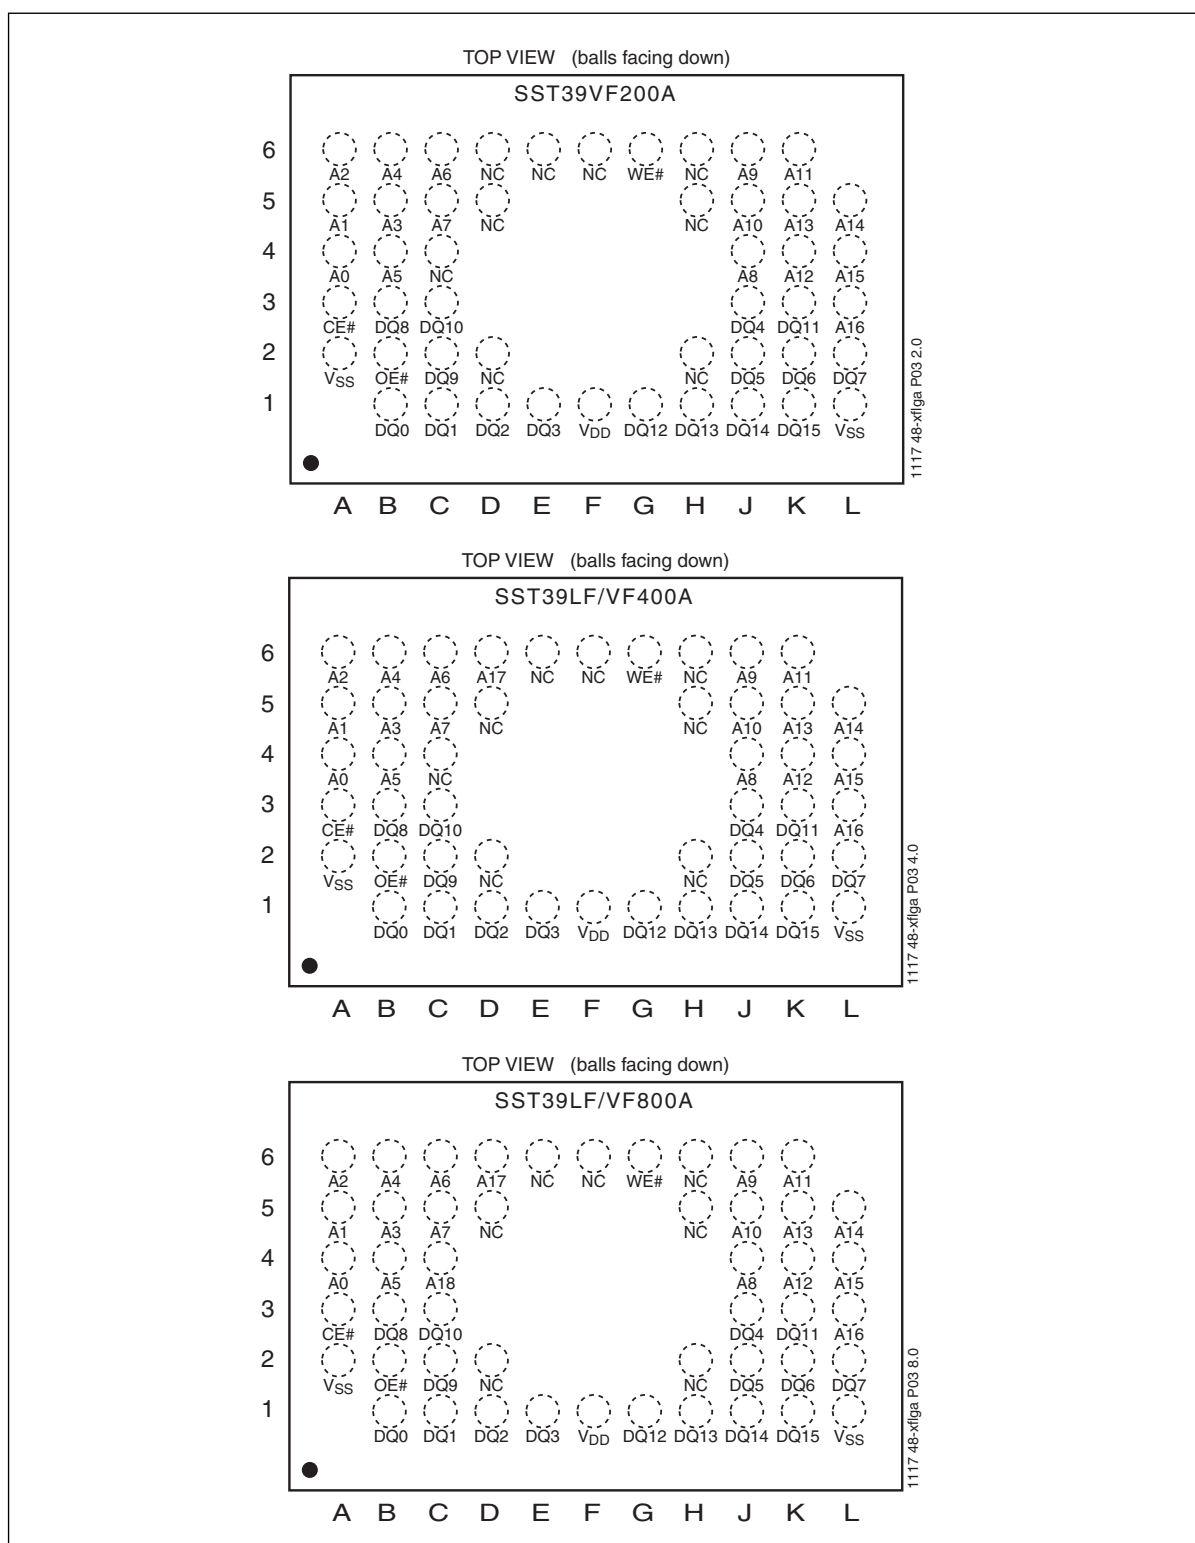 TOP VIEW (balls facing down)
SST39VF200A
6
A2 A4 A6 NC NC NC WE# NC A9 A11
5
A1 A3 A7 NC NC A10 A13 A14
4
A0 A5 NC A8 A12 A15
3
CE# DQ8 DQ10 DQ4 DQ11 A16
2
VSS OE# DQ9 NC NC DQ5 DQ6 DQ7
1
DQ0 DQ1 DQ2 DQ3 VDD DQ12 DQ13 DQ14 DQ15 VSS
1117 48-xflga P03 2.0
A B C D E F G H J K L
TOP VIEW (balls facing down)
SST39LF/VF400A
6
A2 A4 A6 A17 NC NC WE# NC A9 A11
5
A1 A3 A7 NC NC A10 A13 A14
4
A0 A5 NC A8 A12 A15
3
CE# DQ8 DQ10 DQ4 DQ11 A16
2
VSS OE# DQ9 NC NC DQ5 DQ6 DQ7
1
DQ0 DQ1 DQ2 DQ3 VDD DQ12 DQ13 DQ14 DQ15 VSS
1117 48-xflga P03 4.0
A B C D E F G H J K L
TOP VIEW (balls facing down)
SST39LF/VF800A
6
A2 A4 A6 A17 NC NC WE# NC A9 A11
5
A1 A3 A7 NC NC A10 A13 A14
4
A0 A5 A18 A8 A12 A15
3
CE# DQ8 DQ10 DQ4 DQ11 A16
2
VSS OE# DQ9 NC NC DQ5 DQ6 DQ7
1
DQ0 DQ1 DQ2 DQ3 VDD DQ12 DQ13 DQ14 DQ15 VSS
1117 48-xflga P03 8.0
A B C D E F G H J K L